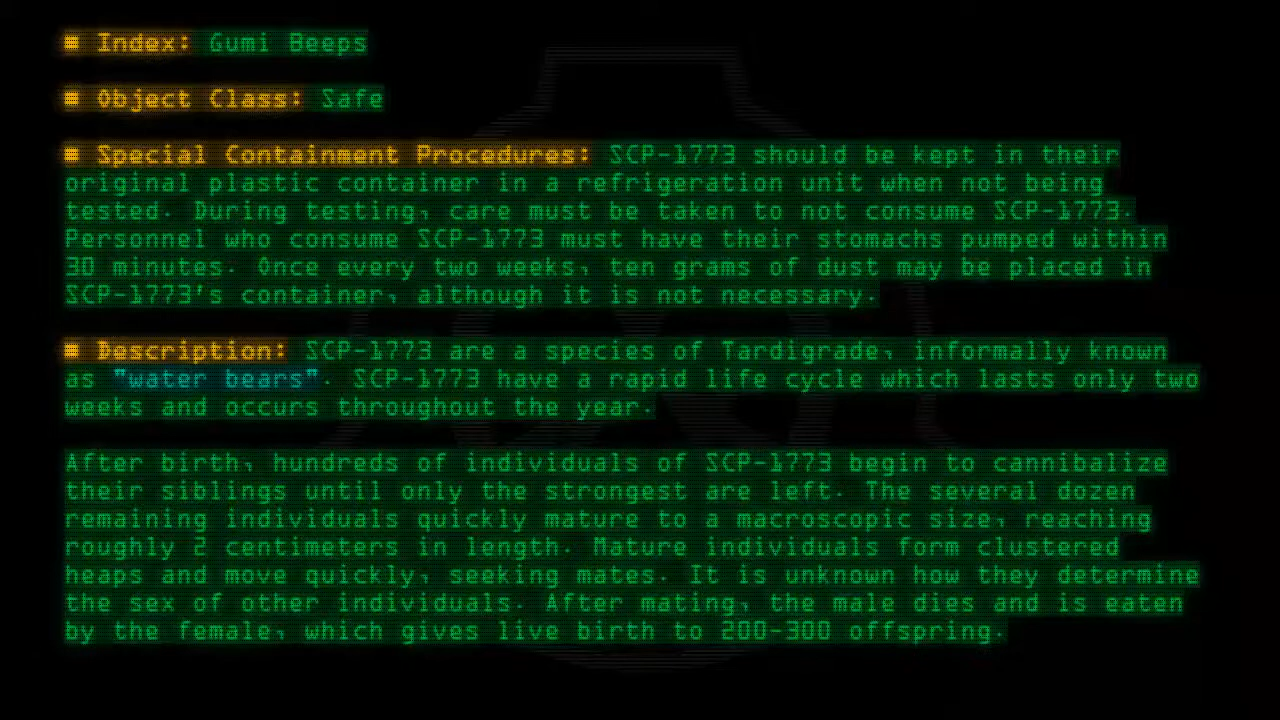 ■ Index: Gumi Beeps
■ Object Class: Safe
■ Special Containment Procedures: SCP-1773 should be kept in their
original plastic container in a refrigeration unit when not being
tested. During testing, care must be taken to not consume SCP-1773.
Personnel who consume SCP-1773 must have their stomachs pumped within
30 minutes. Once every two weeks, ten grams of dust may be placed in
SCP-1773's container, although it is not necessary.
■ Description: SCP-1773 are a species of Tardigrade, informally known
as "water bears". SCP-1773 have a rapid life cycle which lasts only two
weeks and occurs throughout the year.
After birth, hundreds of individuals of SCP-1773 begin to cannibalize
their siblings until only the strongest are left. The several dozen
remaining individuals quickly mature to a macroscopic size, reaching
roughly 2 centimeters in length. Mature individuals form clustered
heaps and move quickly, seeking mates. It is unknown how they determine
the sex of other individuals. After mating, the male dies and is eaten
by the female, which gives live birth to 200-300 offspring.